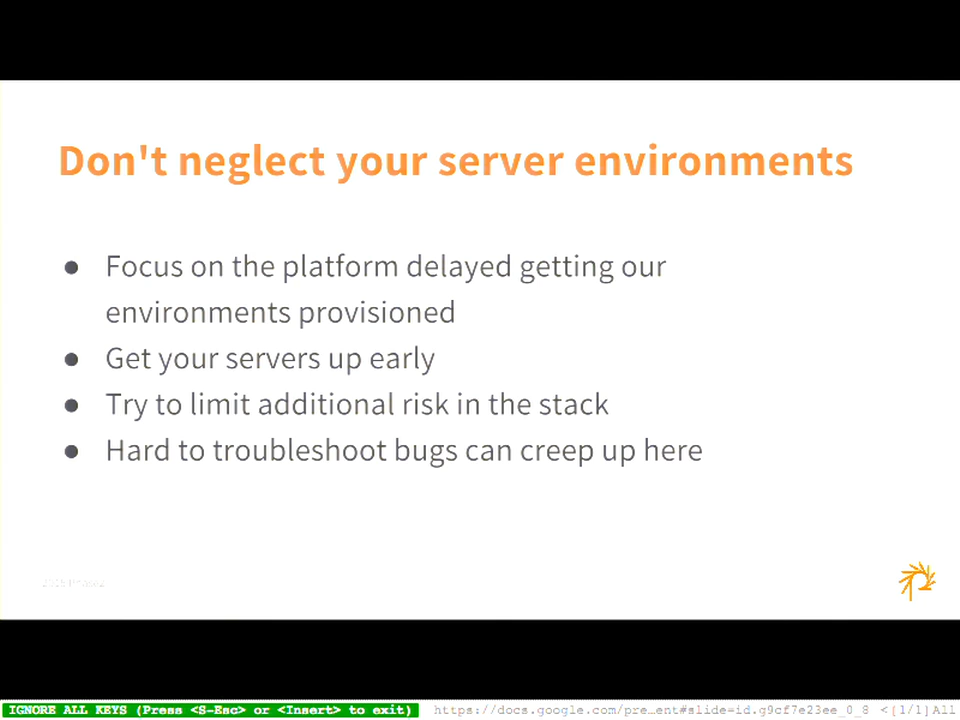 Don't neglect your server environments
● Focus on the platform delayed getting our
environments provisioned
● Get your servers up early
● Try to limit additional risk in the stack
● Hard to troubleshoot bugs can creep up here
IGNORE ALL KEYS (Press <S-Esc> or <Insert> to exit) https://docs.google.com/pre…ent#slide=id.g9cf7e23ee_0_8 <{1/1}All